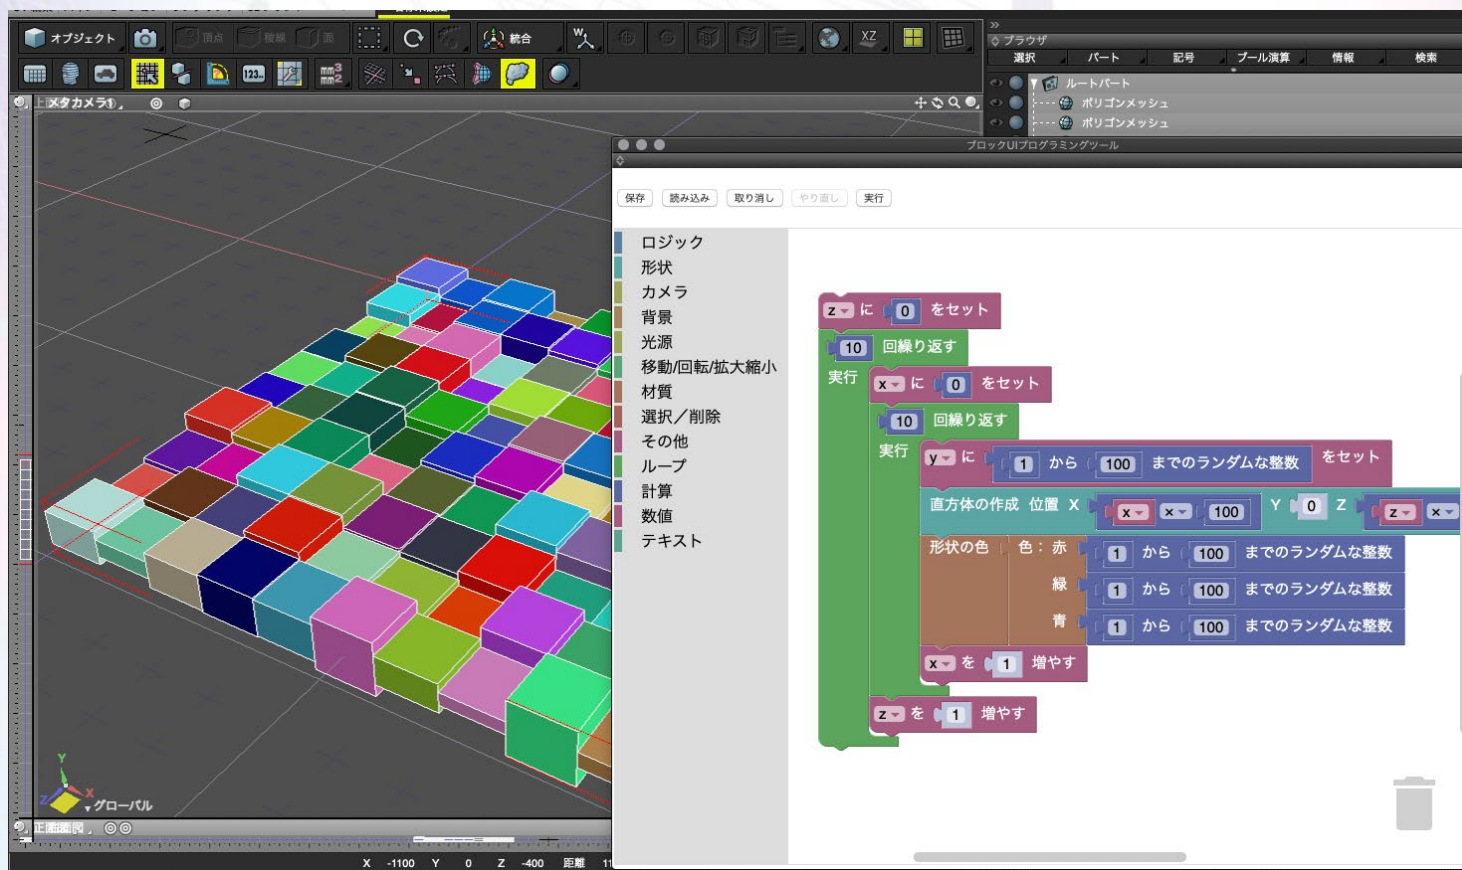 オブジェクト
頂点
稜線
面
統合
XZ
123..
mm3
mm2
ブラウザ
選択
パート
記号
ブール演算
情報
検索
ルートパート
ポリゴンメッシュ
ポリゴンメッシュ
メタカメラ1)
ブロックUIプログラミングツール
保存
読み込み
取り消し
やり直し
実行
ロジック
形状
カメラ
背景
光源
移動/回転/拡大縮小
材質
選択／削除
その他
ループ
計算
数値
テキスト
z に 0 をセット
10 回繰り返す
実行 x に 0 をセット
10 回繰り返す
実行 y に 1 から 100 までのランダムな整数 をセット
直方体の作成 位置 X x × 100 Y 0 Z z ×
形状の色 色： 赤 1 から 100 までのランダムな整数
緑 1 から 100 までのランダムな整数
青 1 から 100 までのランダムな整数
x を 1 増やす
z を 1 増やす
Y
X
Z
グローバル
正面図
X -1100 Y 0 Z -400 距離 11